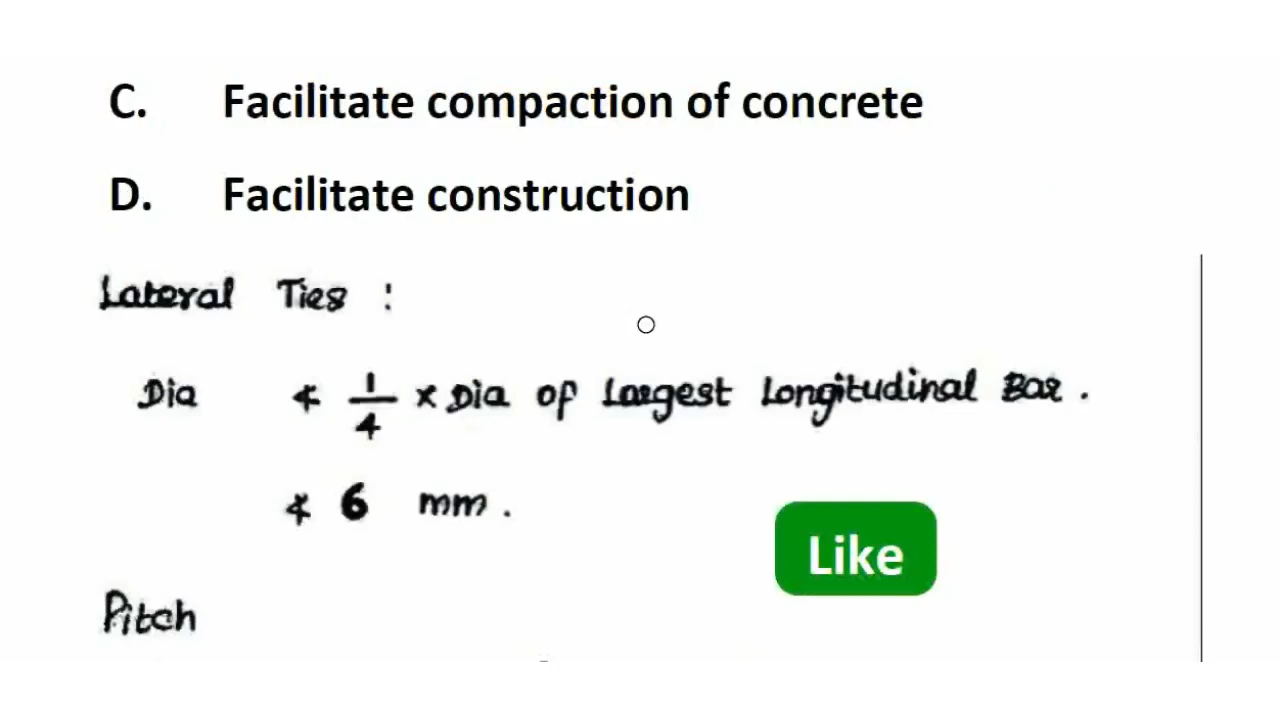 C. Facilitate compaction of concrete
D. Facilitate construction
Lateral Ties :
Dia ≮ 1/4 × Dia of Largest Longitudinal Bar .
≮ 6 mm .
Like
Pitch